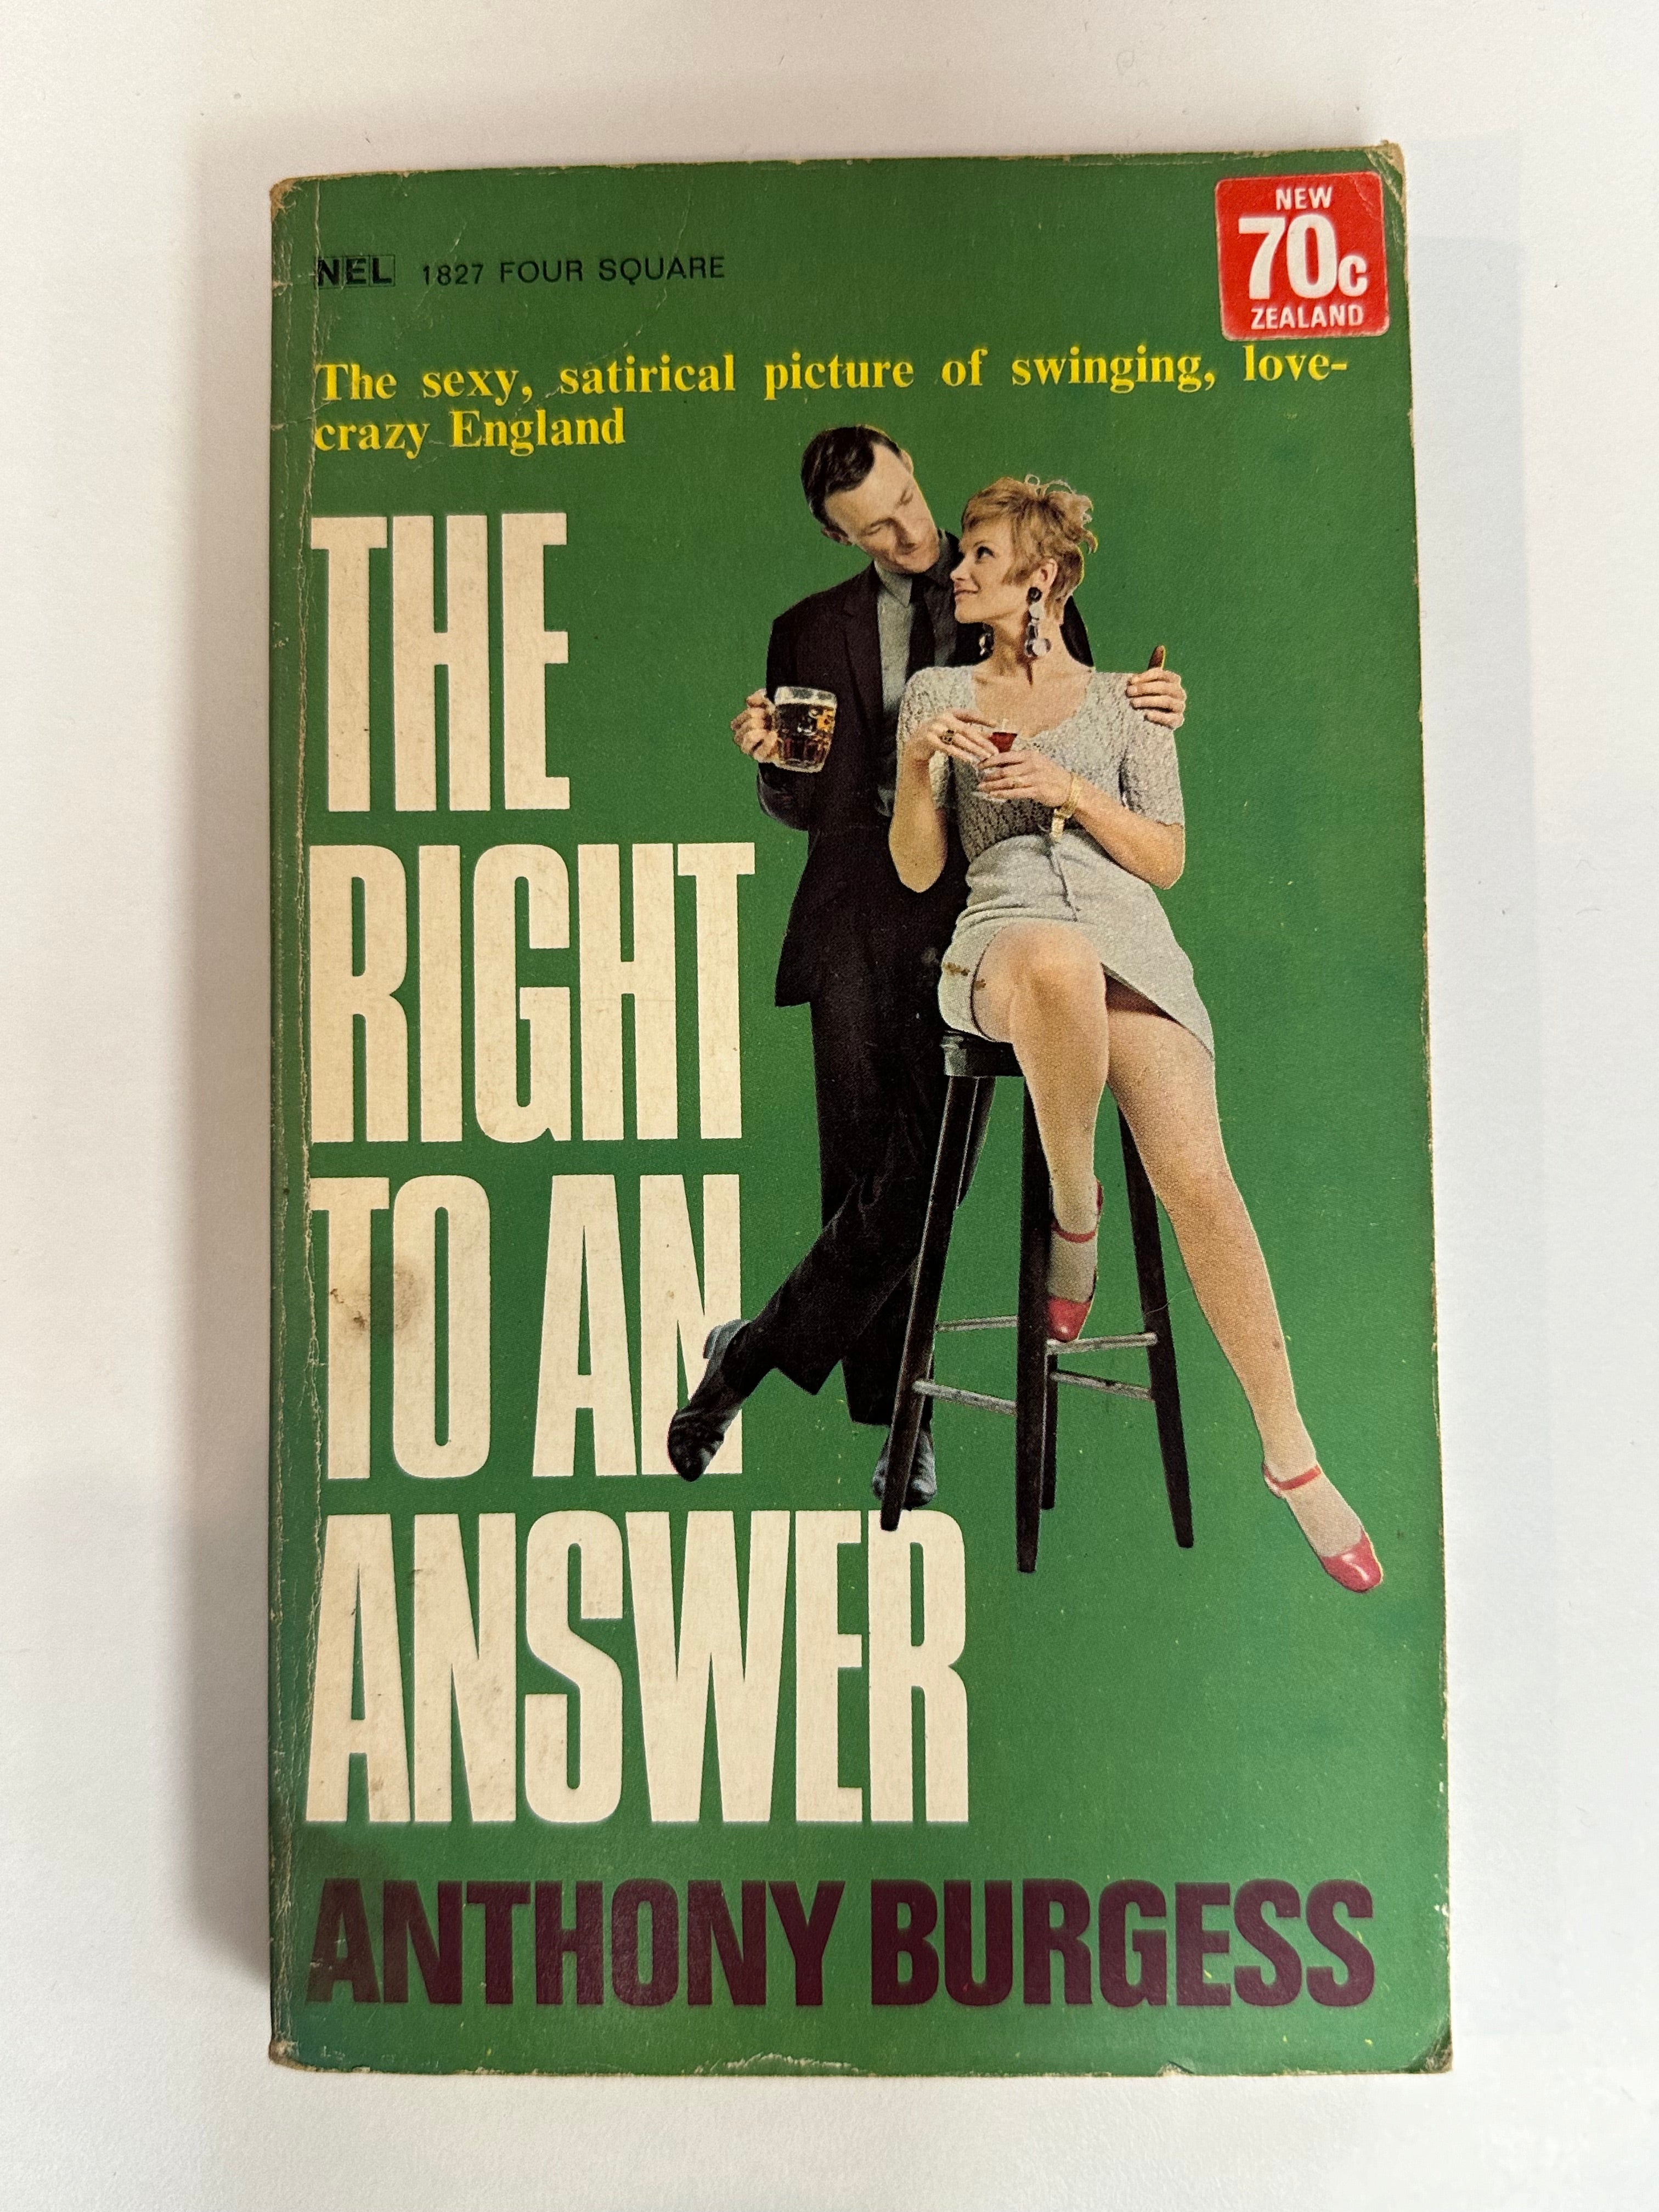 NEL 1827 FOUR SQUARE
NEW
70c
ZEALAND
The sexy, satirical picture of swinging, love-
crazy England
THE
RIGHT
TO AN
ANSWER
ANTHONY BURGESS